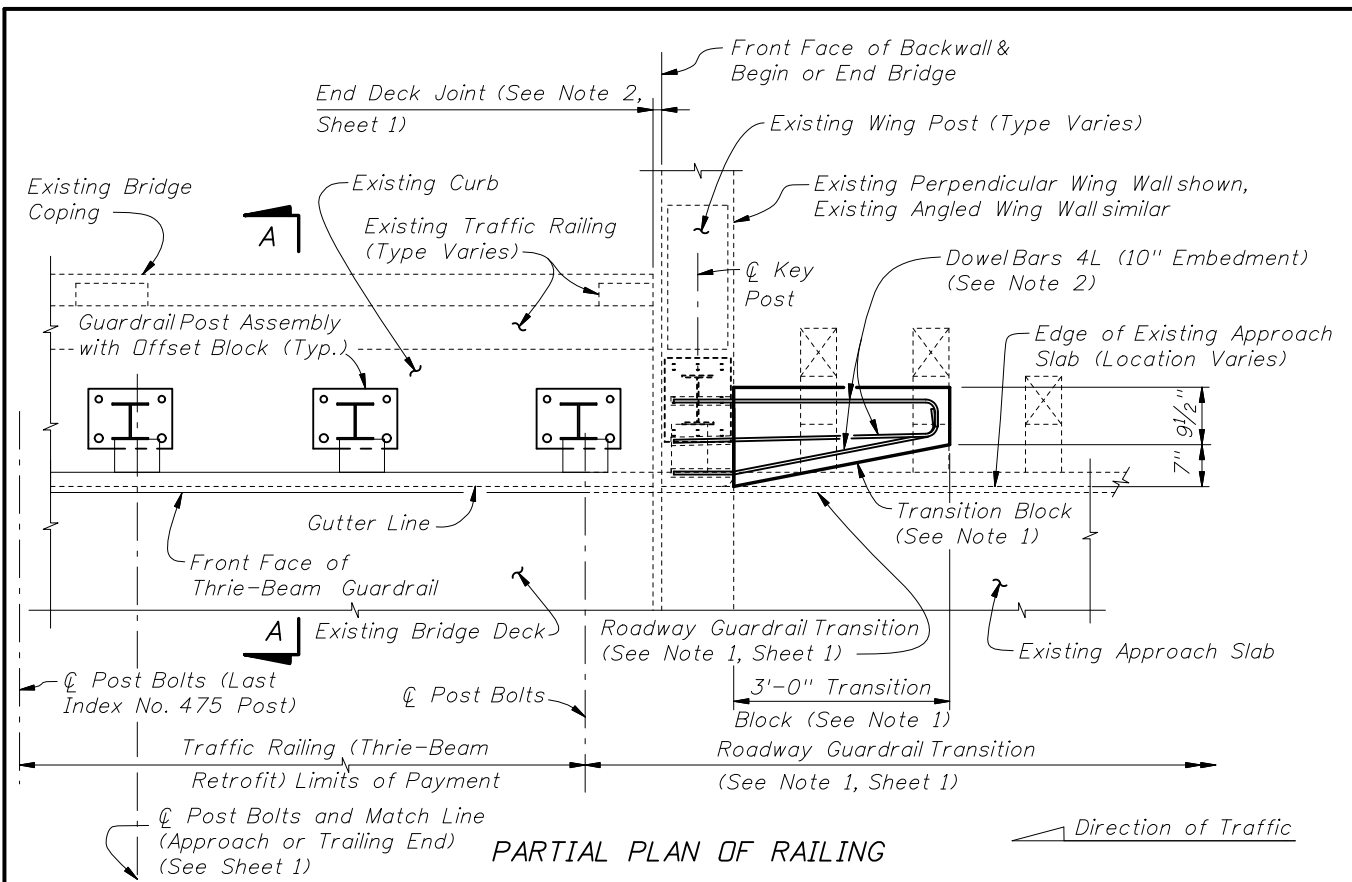 Front Face of Backwall &
Begin or End Bridge
End Deck Joint (See Note 2,
Sheet 1)
Existing Wing Post (Type Varies)
Existing Bridge
Coping
Existing Curb
Existing Perpendicular Wing Wall shown,
Existing Angled Wing Wall similar
A
Existing Traffic Railing
(Type Varies)
℄ Key
Post
Dowel Bars 4L (10" Embedment)
(See Note 2)
Guardrail Post Assembly
with Offset Block (Typ.)
Edge of Existing Approach
Slab (Location Varies)
9½"
7"
Gutter Line
Transition Block
(See Note 1)
Front Face of
Thrie-Beam Guardrail
A
Existing Bridge Deck
Roadway Guardrail Transition
(See Note 1, Sheet 1)
Existing Approach Slab
℄ Post Bolts (Last
Index No. 475 Post)
℄ Post Bolts
3'-0" Transition
Block (See Note 1)
Traffic Railing (Thrie-Beam
Retrofit) Limits of Payment
Roadway Guardrail Transition
(See Note 1, Sheet 1)
℄ Post Bolts and Match Line
(Approach or Trailing End)
(See Sheet 1)
Direction of Traffic
PARTIAL PLAN OF RAILING